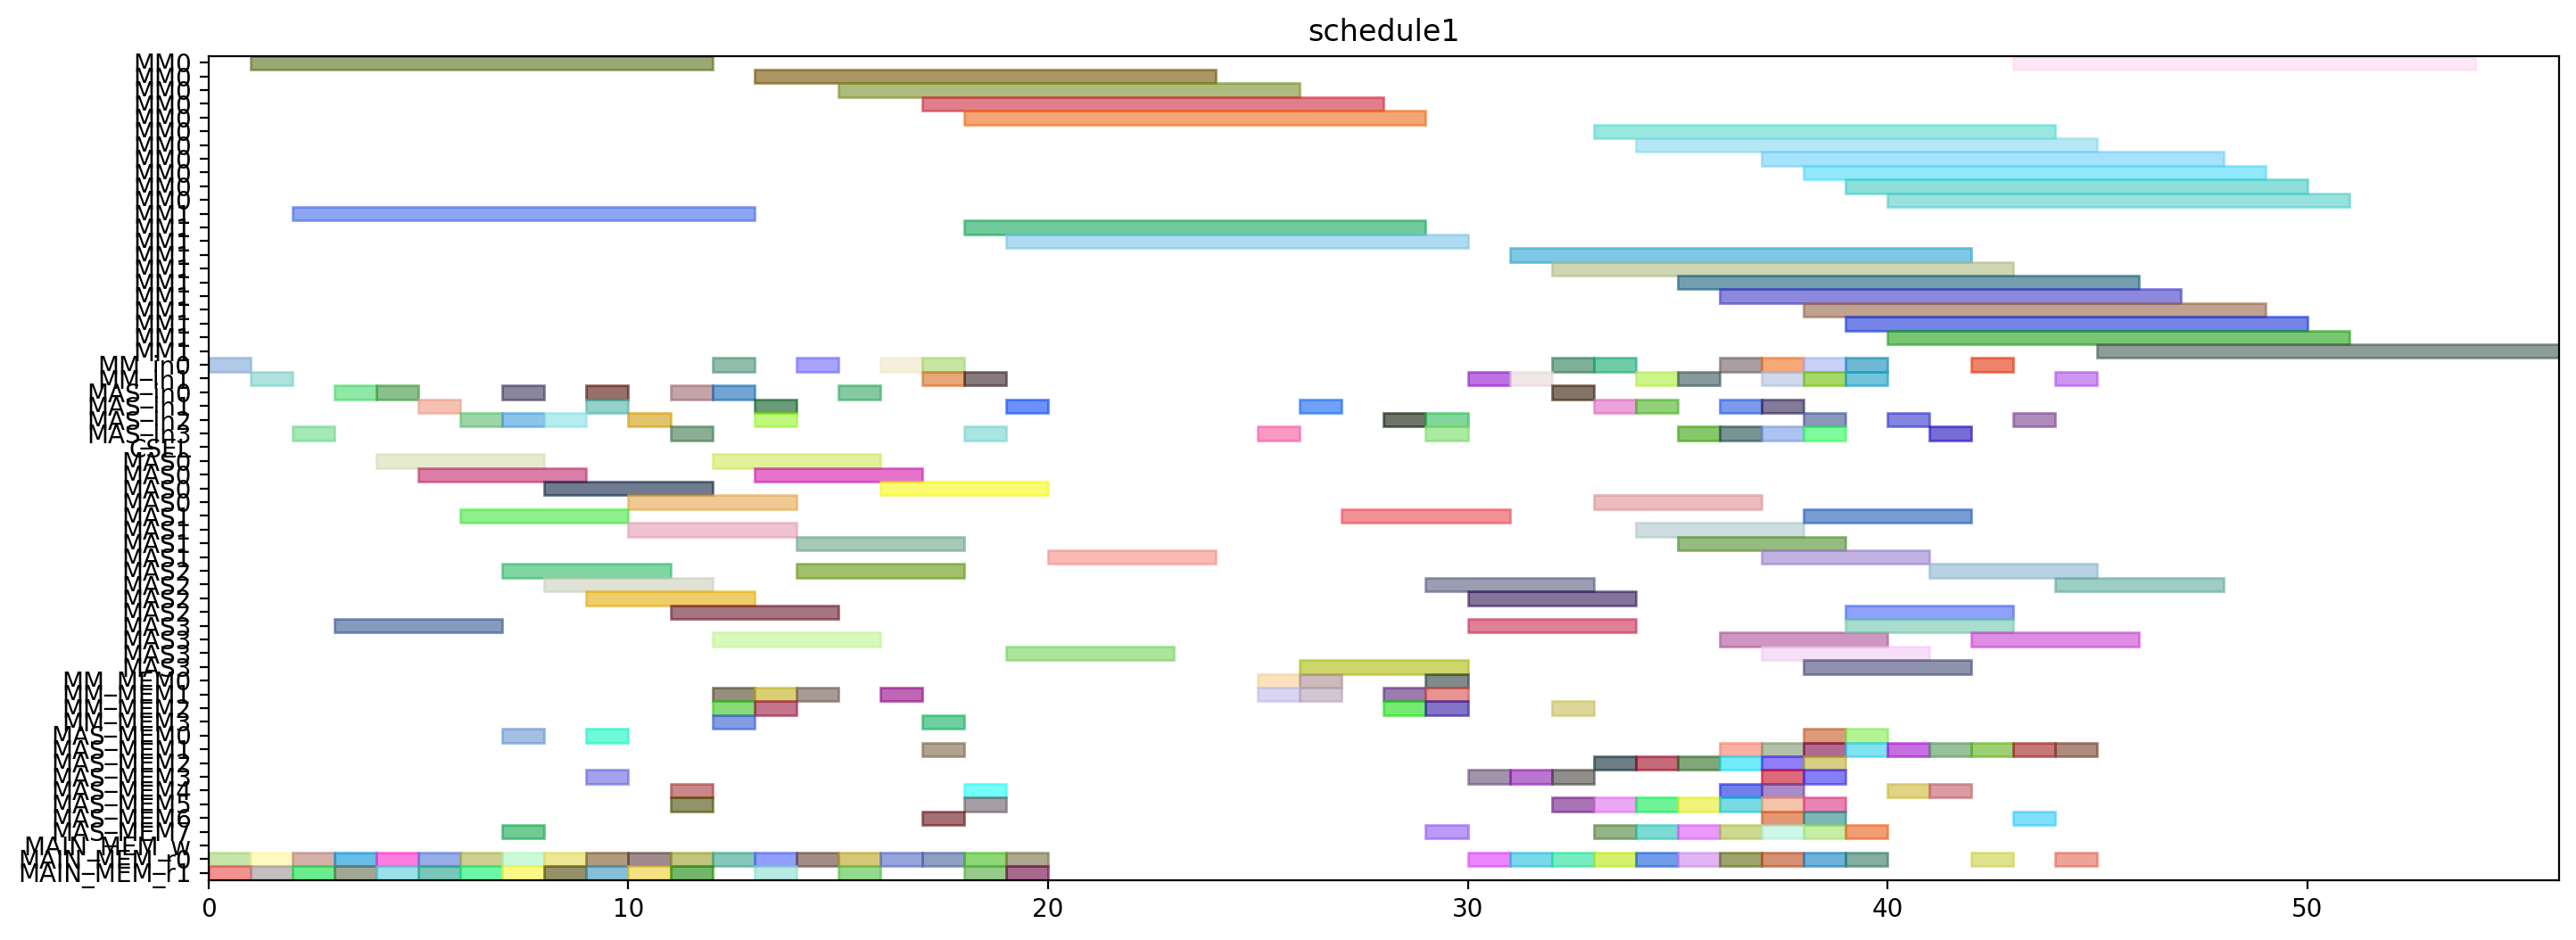 schedule1
MM0
MM0
MM0
MM0
MM0
MM0
MM0
MM0
MM0
MM0
MM0
MM1
MM1
MM1
MM1
MM1
MM1
MM1
MM1
MM1
MM1
MM1
MM_in0
MM_in1
MAS_in0
MAS_in1
MAS_in2
MAS_in3
CSEL
MAS0
MAS0
MAS0
MAS0
MAS1
MAS1
MAS1
MAS1
MAS2
MAS2
MAS2
MAS2
MAS3
MAS3
MAS3
MAS3
MM_MEM0
MM_MEM1
MM_MEM2
MM_MEM3
MAS_MEM0
MAS_MEM1
MAS_MEM2
MAS_MEM3
MAS_MEM4
MAS_MEM5
MAS_MEM6
MAS_MEM7
MAIN_MEM_w
MAIN_MEM_r0
MAIN_MEM_r1
0 10 20 30 40 50